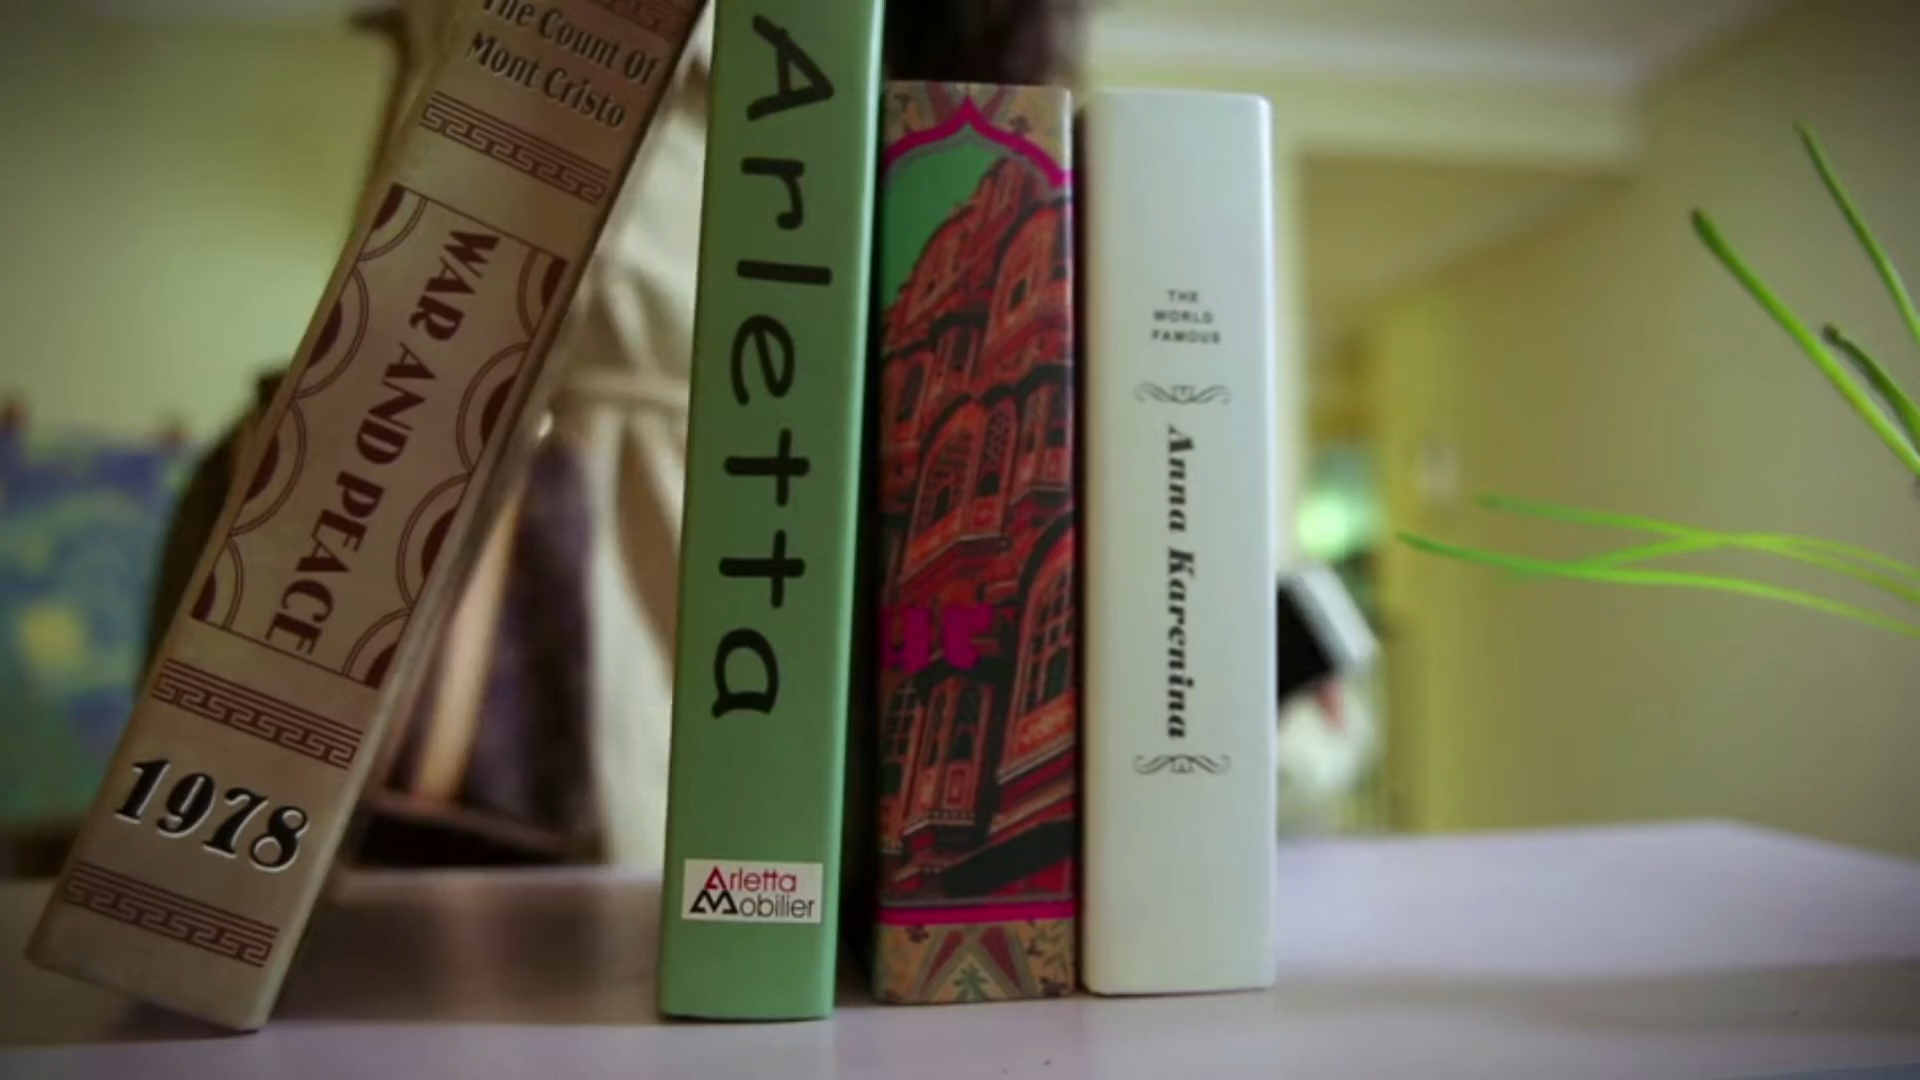 The Count Of
Mont Cristo
WAR AND PEACE
1978
Arletta
Arletta
Mobilier
THE
WORLD
FAMOUS
Anna Karenina